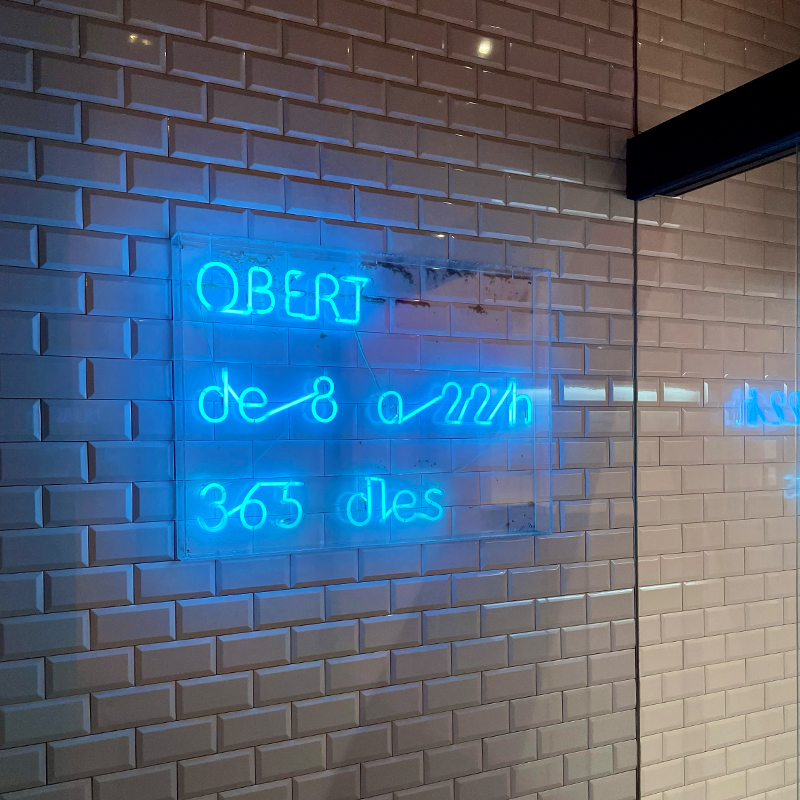 OBERT
de 8 a 22h
365 dies